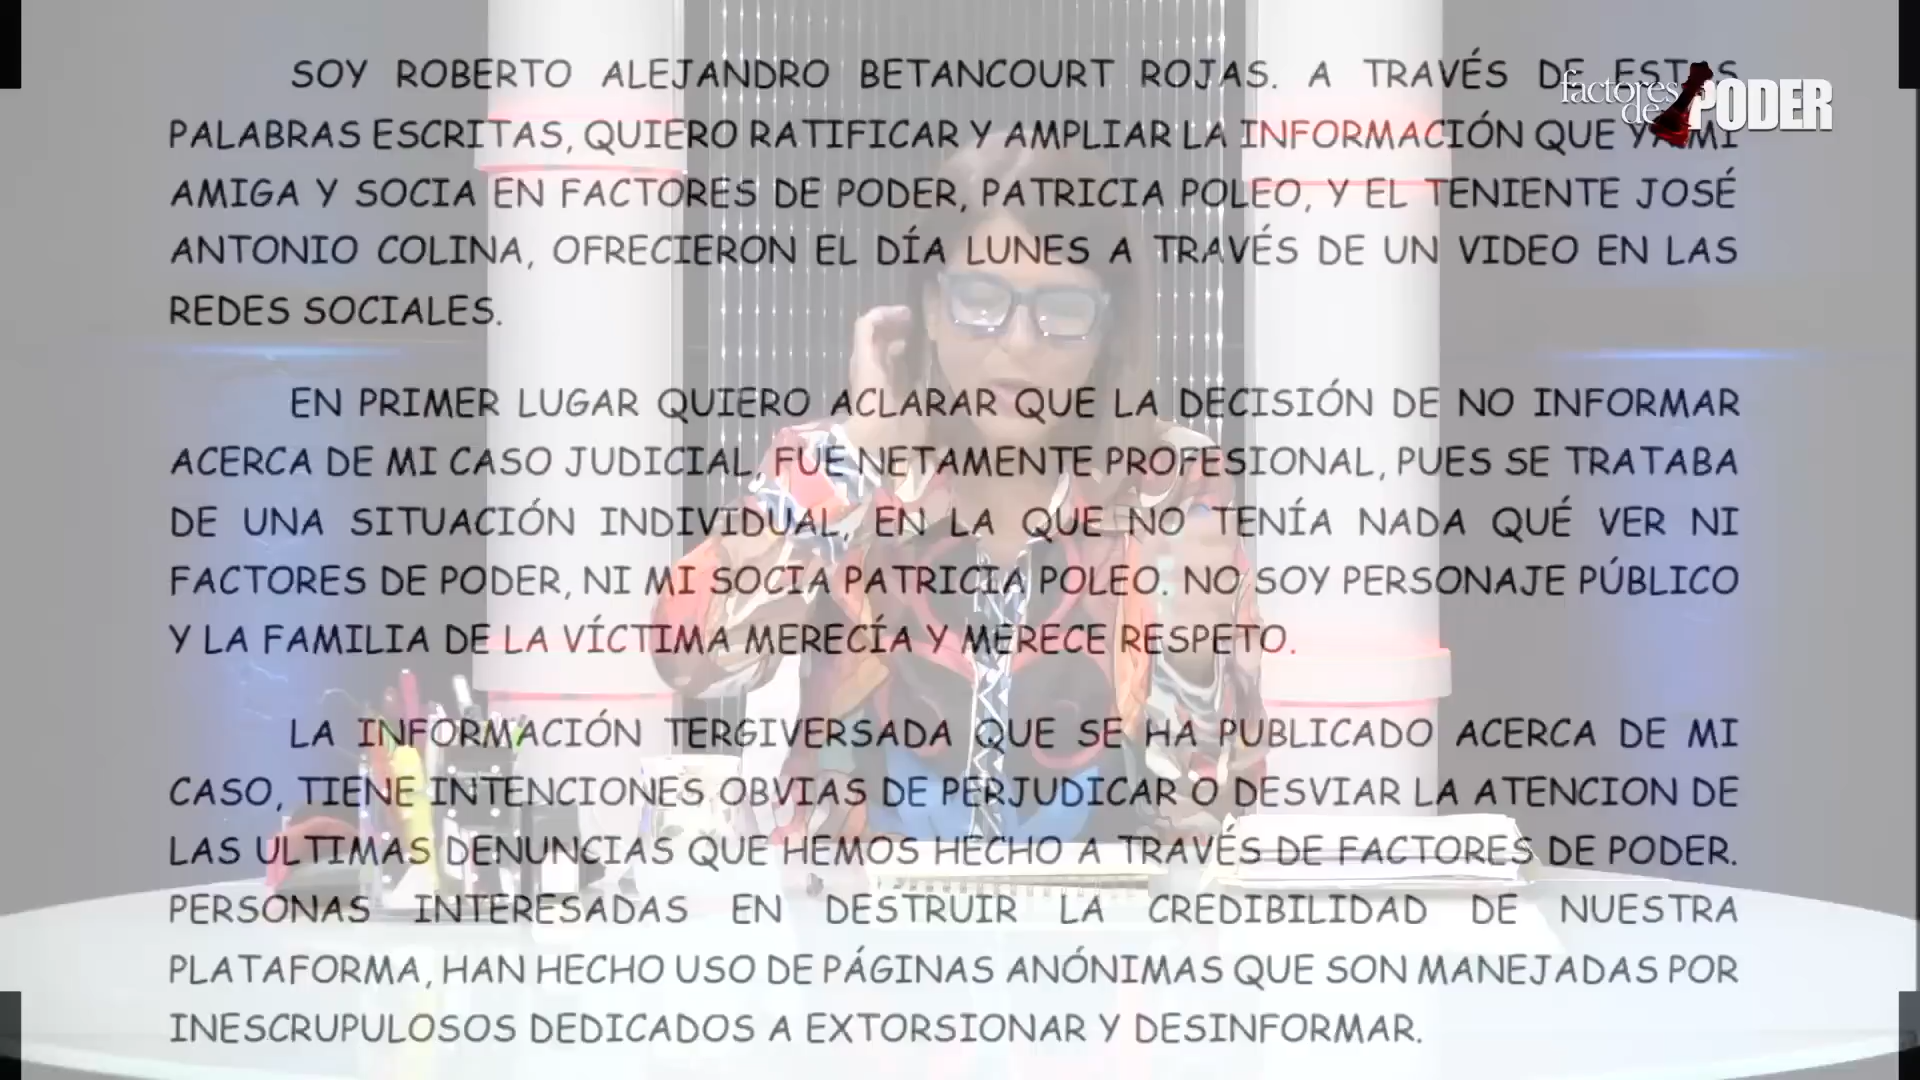 SOY ROBERTO ALEJANDRO BETANCOURT ROJAS. A TRAVÉS DE ESTAS
factores de PODER
PALABRAS ESCRITAS, QUIERO RATIFICAR Y AMPLIAR LA INFORMACIÓN QUE YA MI
AMIGA Y SOCIA EN FACTORES DE PODER, PATRICIA POLEO, Y EL TENIENTE JOSÉ
ANTONIO COLINA, OFRECIERON EL DÍA LUNES A TRAVÉS DE UN VIDEO EN LAS
REDES SOCIALES.
EN PRIMER LUGAR QUIERO ACLARAR QUE LA DECISIÓN DE NO INFORMAR
ACERCA DE MI CASO JUDICIAL, FUE NETAMENTE PROFESIONAL, PUES SE TRATABA
DE UNA SITUACIÓN INDIVIDUAL, EN LA QUE NO TENÍA NADA QUÉ VER NI
FACTORES DE PODER, NI MI SOCIA PATRICIA POLEO. NO SOY PERSONAJE PÚBLICO
Y LA FAMILIA DE LA VÍCTIMA MERECÍA Y MERECE RESPETO.
LA INFORMACIÓN TERGIVERSADA QUE SE HA PUBLICADO ACERCA DE MI
CASO, TIENE INTENCIONES OBVIAS DE PERJUDICAR O DESVIAR LA ATENCION DE
LAS ULTIMAS DENUNCIAS QUE HEMOS HECHO A TRAVÉS DE FACTORES DE PODER.
PERSONAS INTERESADAS EN DESTRUIR LA CREDIBILIDAD DE NUESTRA
PLATAFORMA, HAN HECHO USO DE PÁGINAS ANÓNIMAS QUE SON MANEJADAS POR
INESCRUPULOSOS DEDICADOS A EXTORSIONAR Y DESINFORMAR.